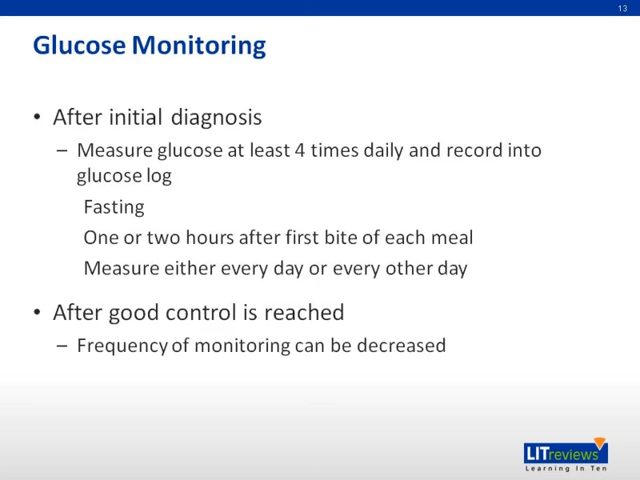 13
Glucose Monitoring
• After initial diagnosis
– Measure glucose at least 4 times daily and record into
glucose log
Fasting
One or two hours after first bite of each meal
Measure either every day or every other day
• After good control is reached
– Frequency of monitoring can be decreased
LITreviews
Learning In Ten